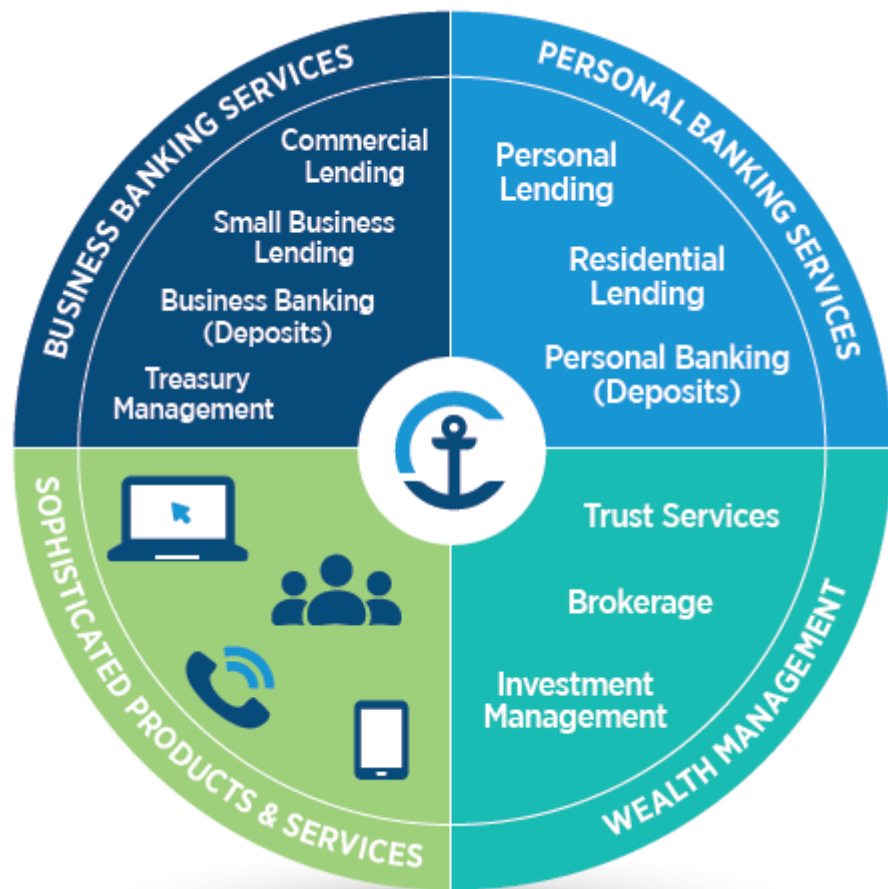 BUSINESS BANKING SERVICES
Commercial
Lending
Small Business
Lending
Business Banking
(Deposits)
Treasury
Management
PERSONAL BANKING SERVICES
Personal
Lending
Residential
Lending
Personal Banking
(Deposits)
SOPHISTICATED PRODUCTS & SERVICES
Trust Services
Brokerage
Investment
Management
WEALTH MANAGEMENT